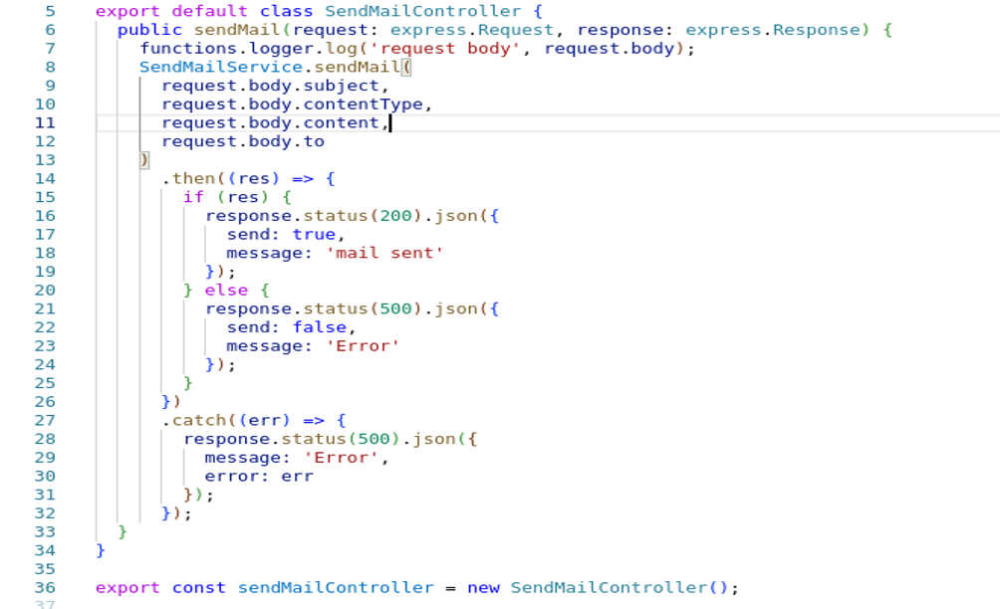 5 export default class SendMailController {
6 public sendMail(request: express.Request, response: express.Response) {
7 functions.logger.log('request body', request.body);
8 SendMailService.sendMail(
9 request.body.subject,
10 request.body.contentType,
11 request.body.content,
12 request.body.to
13 )
14 .then((res) => {
15 if (res) {
16 response.status(200).json({
17 send: true,
18 message: 'mail sent'
19 });
20 } else {
21 response.status(500).json({
22 send: false,
23 message: 'Error'
24 });
25 }
26 })
27 .catch((err) => {
28 response.status(500).json({
29 message: 'Error',
30 error: err
31 });
32 });
33 }
34 }
35
36 export const sendMailController = new SendMailController();
37